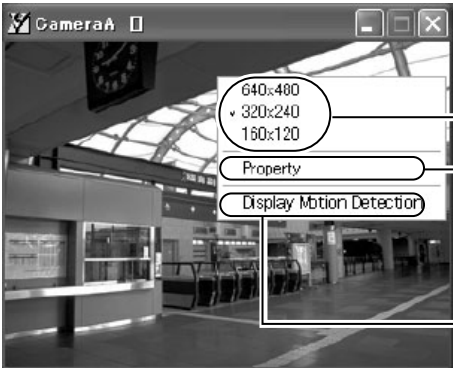 CameraA
640x480
320x240
160x120
Property
Display Motion Detection